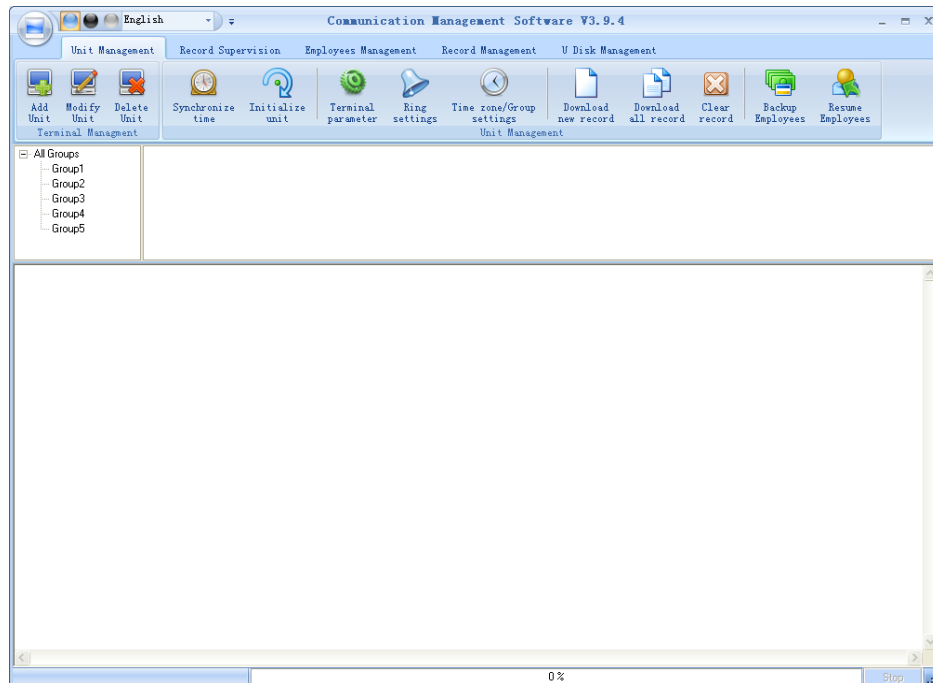 English
Communication Management Software V3.9.4
Unit Management Record Supervision Employees Management Record Management U Disk Management
Add Unit
Modify Unit
Delete Unit
Synchronize time
Initialize unit
Terminal parameter
Ring settings
Time zone/Group settings
Download new record
Download all record
Clear record
Backup Employees
Resume Employees
Terminal Managment
Unit Management
All Groups
Group1
Group2
Group3
Group4
Group5
0%
Stop